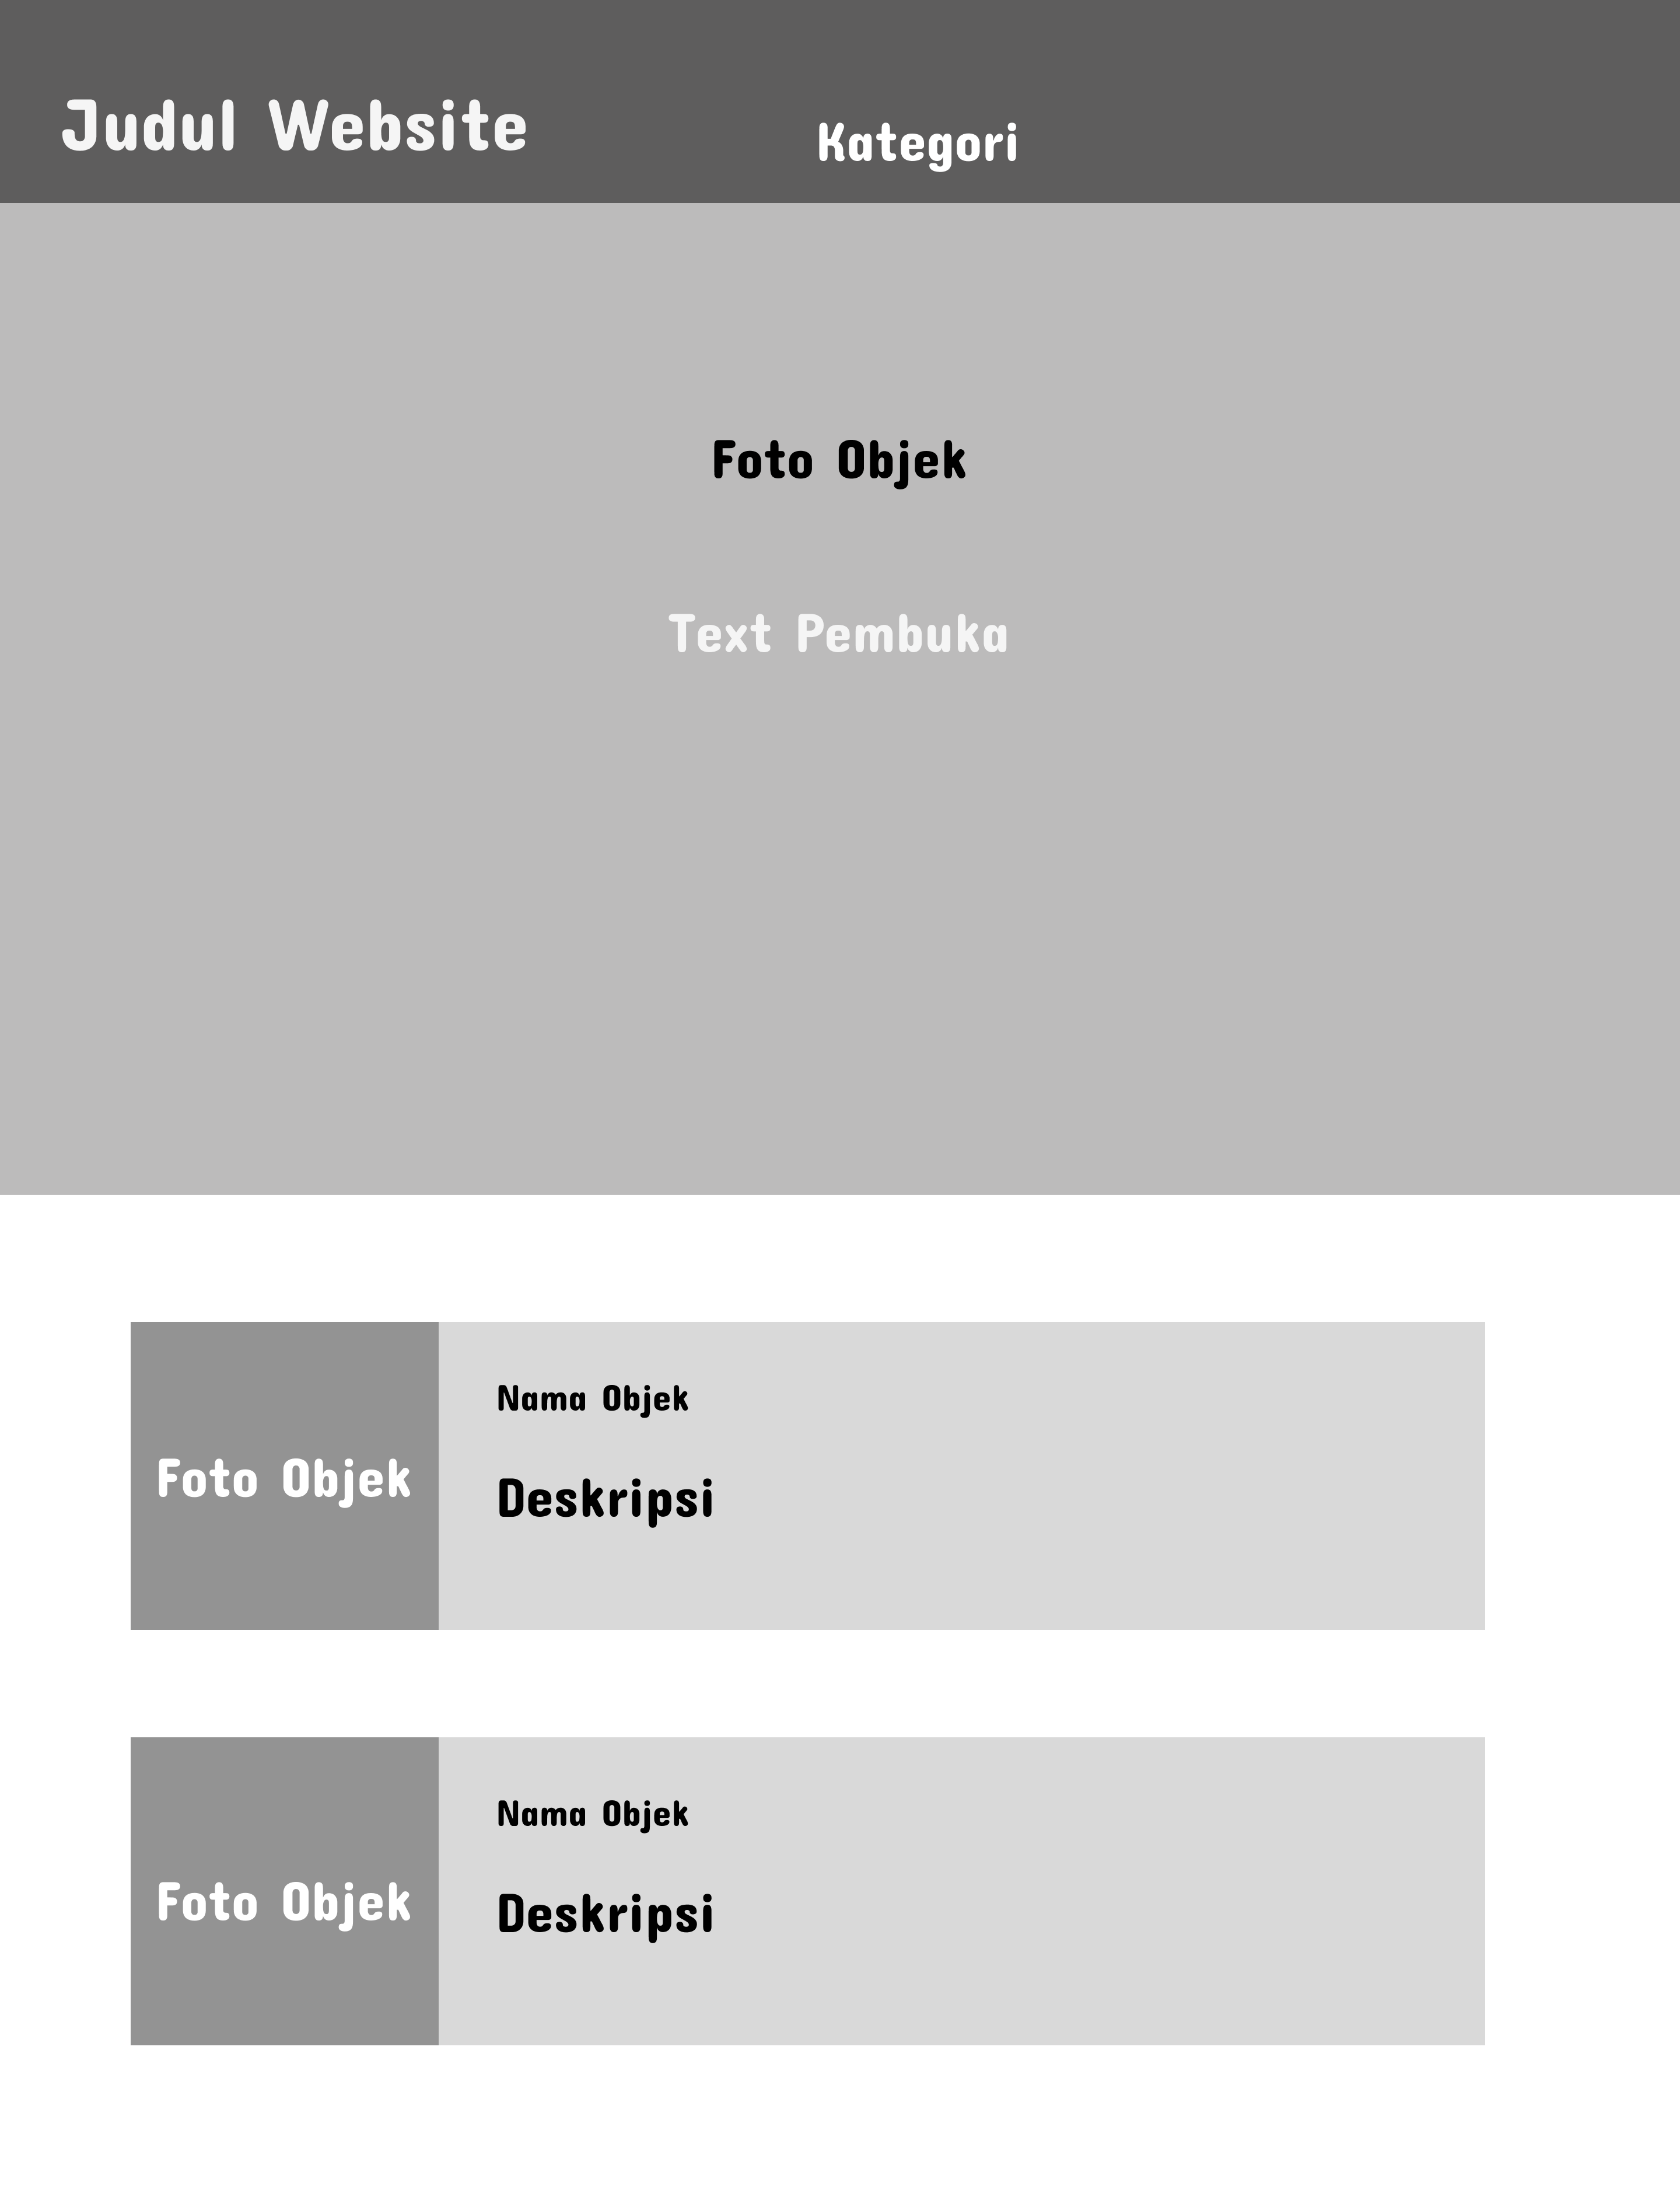 Judul Website
Kategori
Foto Objek
Text Pembuka
Nama Objek
Foto Objek
Deskripsi
Nama Objek
Foto Objek
Deskripsi